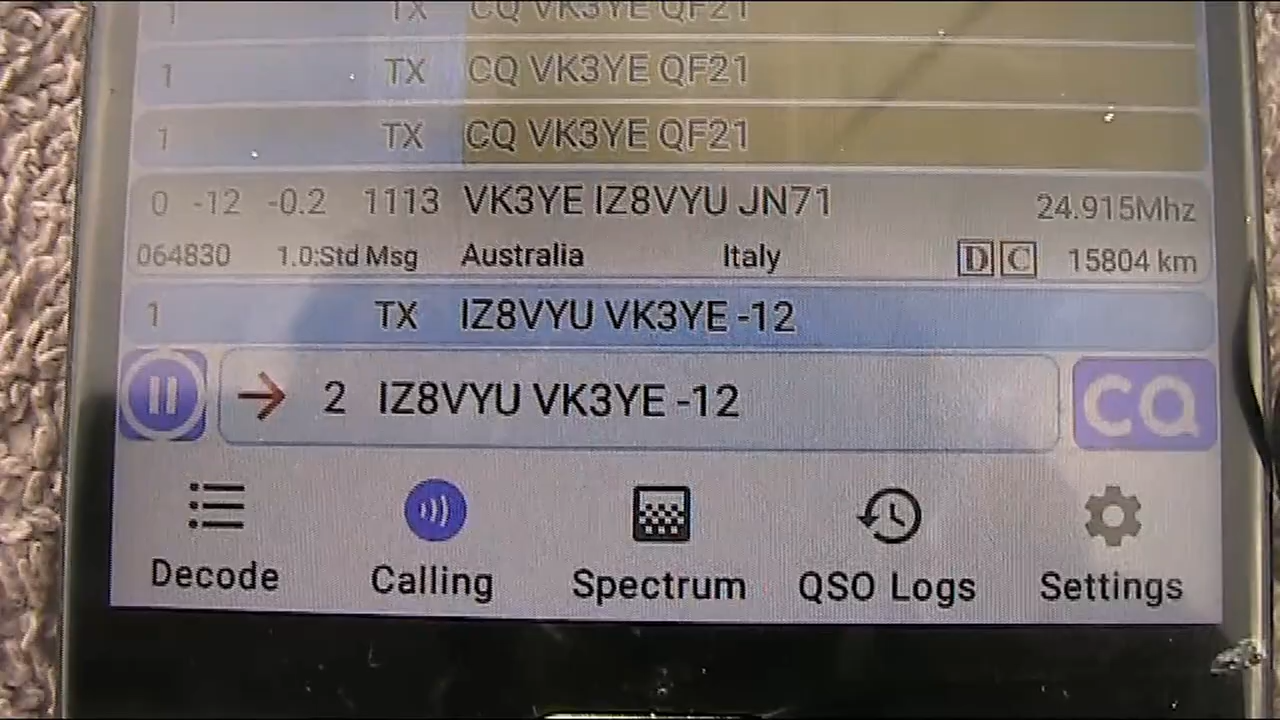 1 TX CQ VK3YE QF21
1 TX CQ VK3YE QF21
1 TX CQ VK3YE QF21
0 -12 -0.2 1113 VK3YE IZ8VYU JN71 24.915Mhz
064830 1.0:Std Msg Australia Italy D C 15804 km
1 TX IZ8VYU VK3YE -12
2 IZ8VYU VK3YE -12 CQ
Decode Calling Spectrum QSO Logs Settings